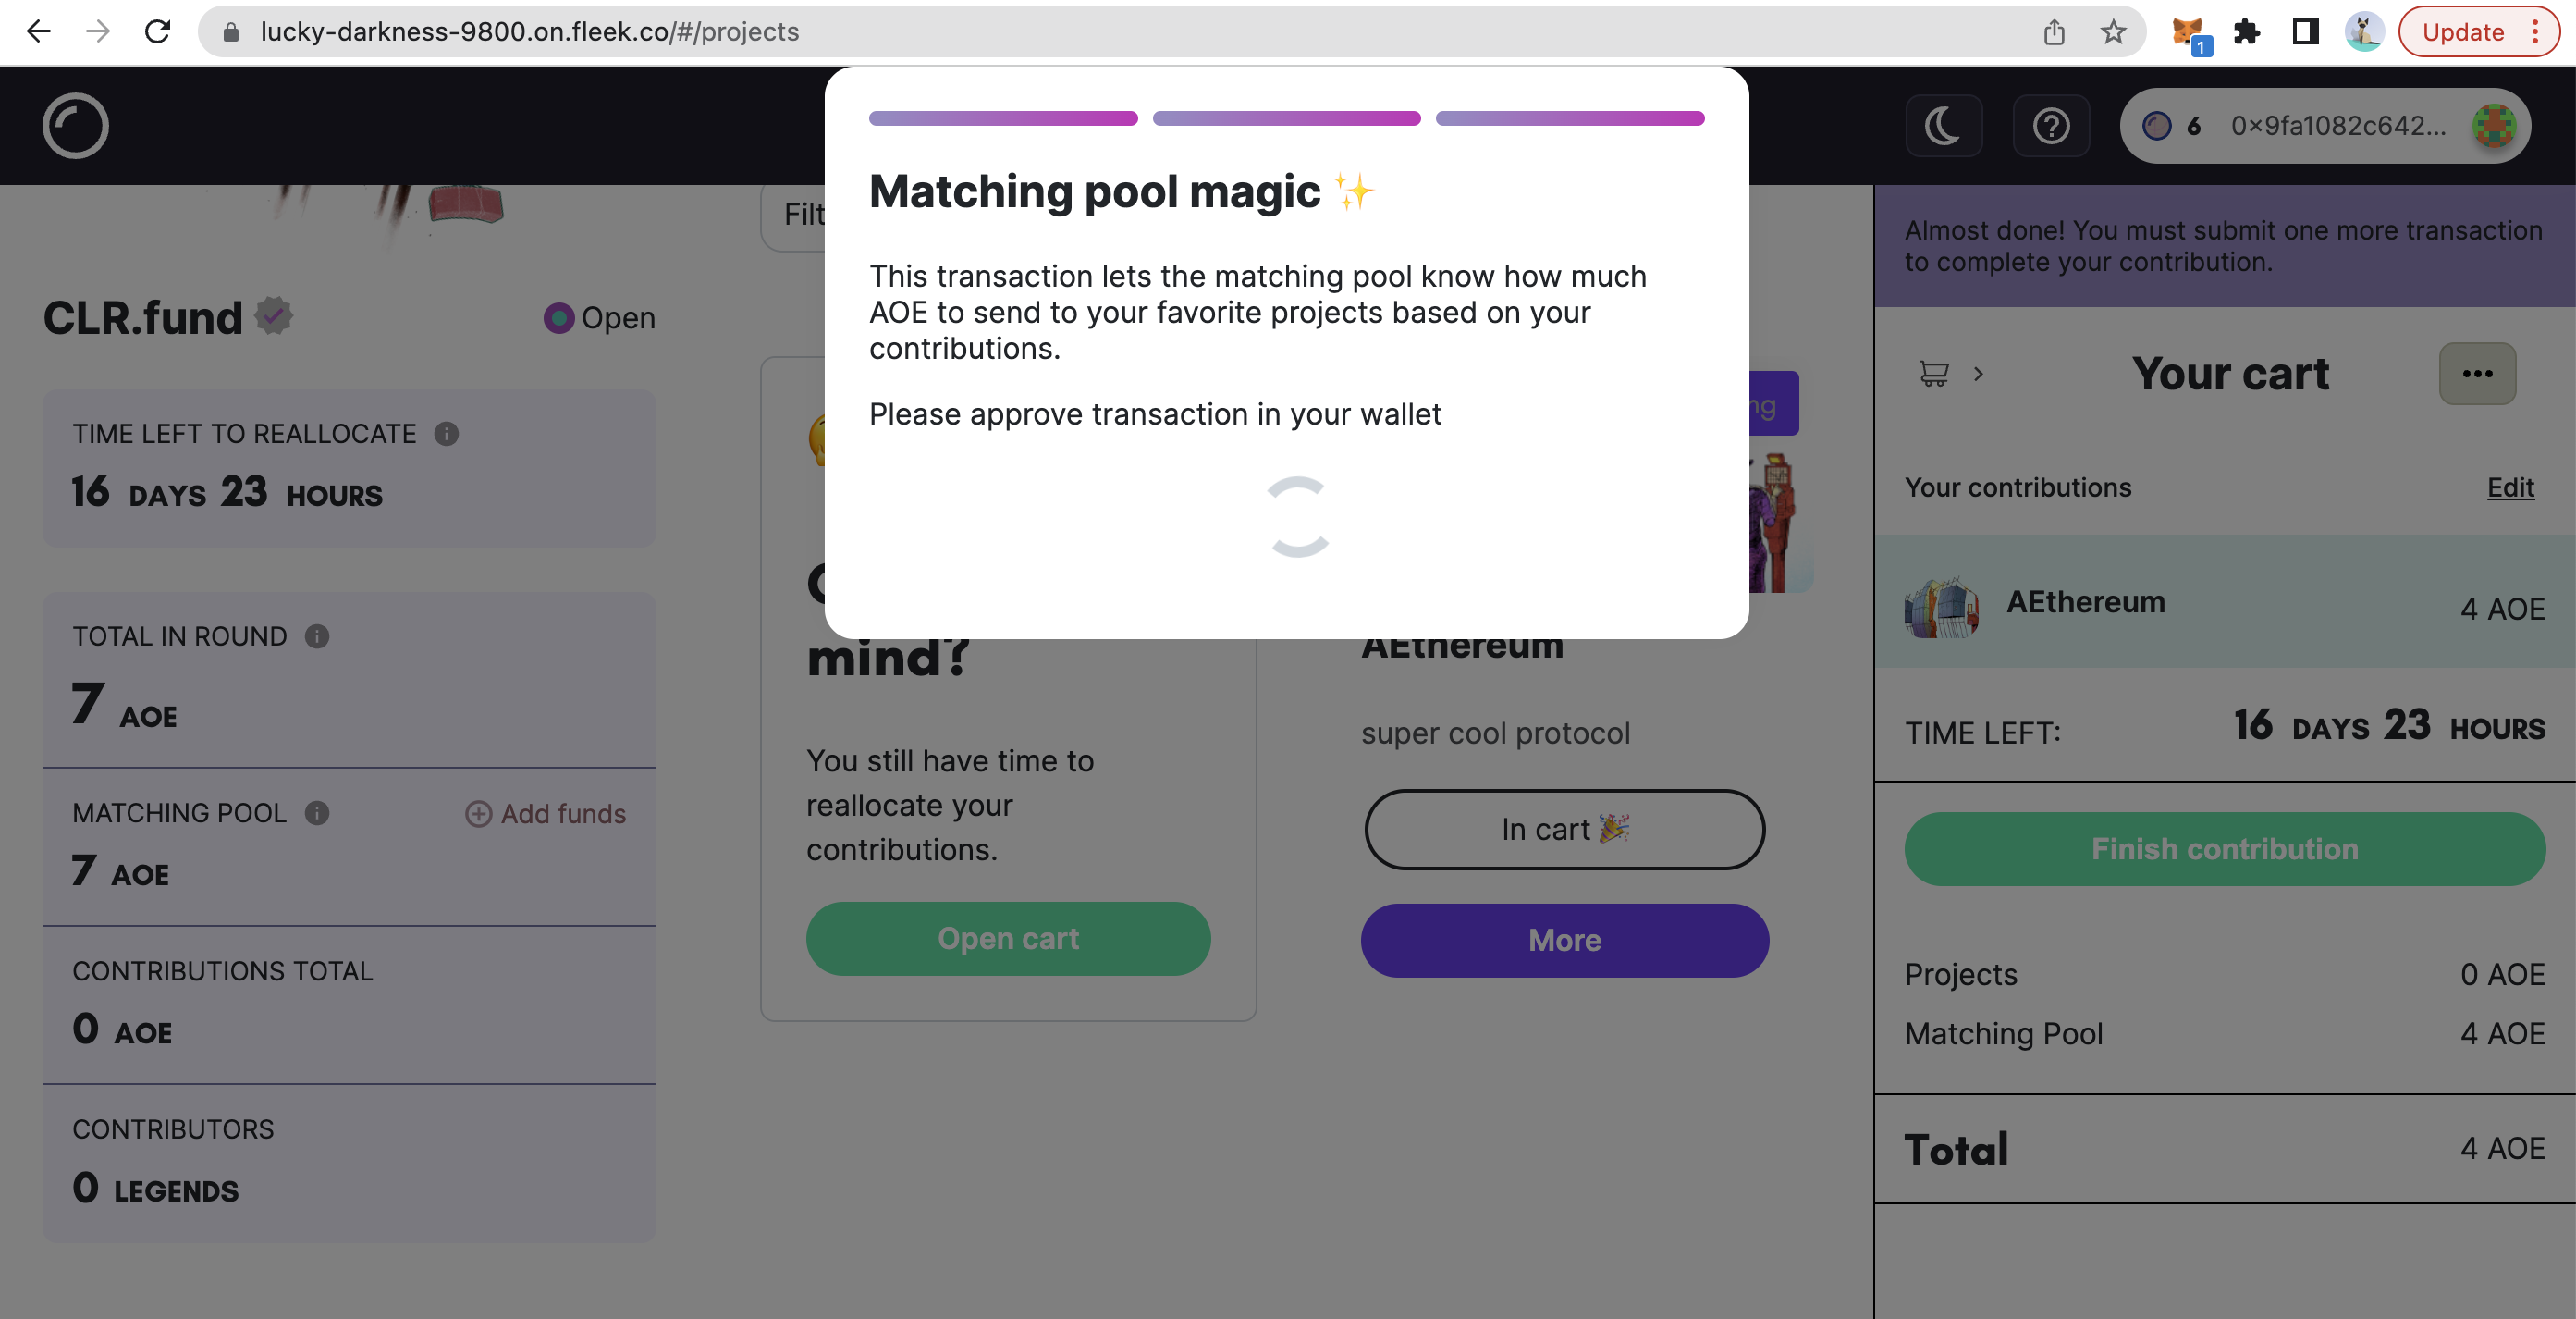 lucky-darkness-9800.on.fleek.co/#/projects
1
Update
6 0×9fa1082c642...
Matching pool magic ✨
This transaction lets the matching pool know how much
AOE to send to your favorite projects based on your
contributions.
Please approve transaction in your wallet
CLR.fund
Open
TIME LEFT TO REALLOCATE
16 DAYS 23 HOURS
TOTAL IN ROUND
7 AOE
MATCHING POOL
Add funds
7 AOE
CONTRIBUTIONS TOTAL
0 AOE
CONTRIBUTORS
0 LEGENDS
mind?
You still have time to
reallocate your
contributions.
Open cart
AEthereum
super cool protocol
In cart 🎉
More
Almost done! You must submit one more transaction
to complete your contribution.
Your cart
Your contributions
Edit
AEthereum
4 AOE
TIME LEFT:
16 DAYS 23 HOURS
Finish contribution
Projects
0 AOE
Matching Pool
4 AOE
Total
4 AOE